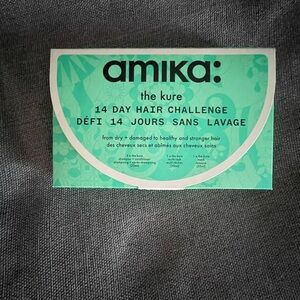 amika:
the kure
14 DAY HAIR CHALLENGE
DÉFI 14 JOURS SANS LAVAGE
from dry + damaged to healthy and stronger hair
des cheveux secs et abîmés aux cheveux sains